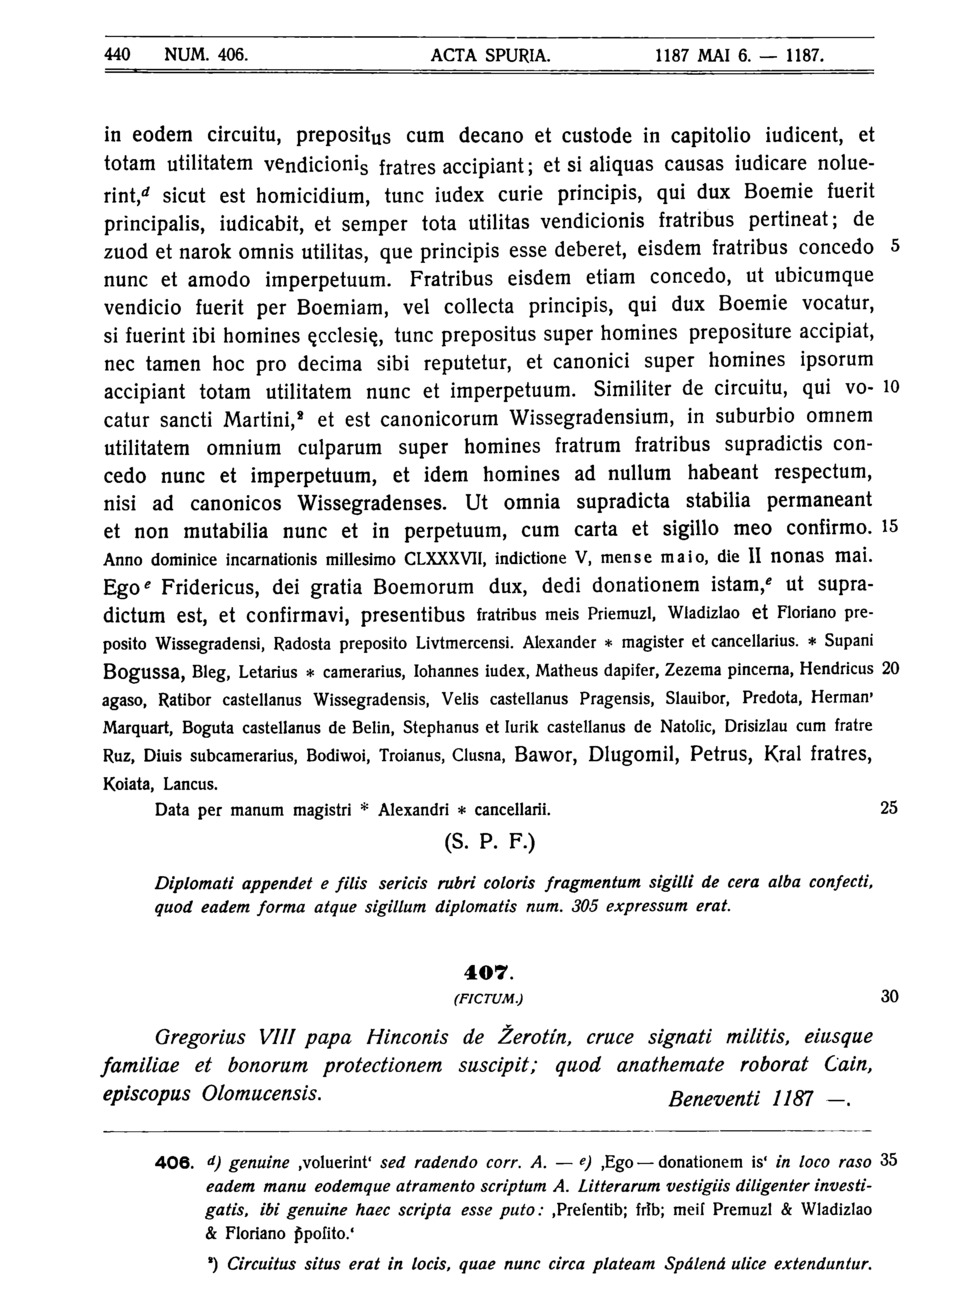 440 NUM. 406. ACTA SPURIA. 1187 MAI 6. — 1187.
in eodem circuitu, prepositus cum decano et custode in capitolio iudicent, et
totam utilitatem vendicionis fratres accipiant; et si aliquas causas iudicare nolue-
rint,ᵈ sicut est homicidium, tunc iudex curie principis, qui dux Boemie fuerit
principalis, iudicabit, et semper tota utilitas vendicionis fratribus pertineat; de
zuod et narok omnis utilitas, que principis esse deberet, eisdem fratribus concedo 5
nunc et amodo imperpetuum. Fratribus eisdem etiam concedo, ut ubicumque
vendicio fuerit per Boemiam, vel collecta principis, qui dux Boemie vocatur,
si fuerint ibi homines ęcclesię, tunc prepositus super homines prepositure accipiat,
nec tamen hoc pro decima sibi reputetur, et canonici super homines ipsorum
accipiant totam utilitatem nunc et imperpetuum. Similiter de circuitu, qui vo- 10
catur sancti Martini,² et est canonicorum Wissegradensium, in suburbio omnem
utilitatem omnium culparum super homines fratrum fratribus supradictis con-
cedo nunc et imperpetuum, et idem homines ad nullum habeant respectum,
nisi ad canonicos Wissegradenses. Ut omnia supradicta stabilia permaneant
et non mutabilia nunc et in perpetuum, cum carta et sigillo meo confirmo. 15
Anno dominice incarnationis millesimo CLXXXVII, indictione V, mense maio, die II nonas mai.
Egoᵉ Fridericus, dei gratia Boemorum dux, dedi donationem istam,ᵉ ut supra-
dictum est, et confirmavi, presentibus fratribus meis Priemuzl, Wladizlao et Floriano pre-
posito Wissegradensi, Radosta preposito Livtmercensi. Alexander * magister et cancellarius. * Supani
Bogussa, Bleg, Letarius * camerarius, Iohannes iudex, Matheus dapifer, Zezema pincerna, Hendricus 20
agaso, Ratibor castellanus Wissegradensis, Velis castellanus Pragensis, Slauibor, Predota, Herman'
Marquart, Boguta castellanus de Belin, Stephanus et Iurik castellanus de Natolic, Drisizlau cum fratre
Ruz, Diuis subcamerarius, Bodiwoi, Troianus, Clusna, Bawor, Dlugomil, Petrus, Kral fratres,
Koiata, Lancus.
Data per manum magistri * Alexandri * cancellarii. 25
(S. P. F.)
Diplomati appendet e filis sericis rubri coloris fragmentum sigilli de cera alba confecti,
quod eadem forma atque sigillum diplomatis num. 305 expressum erat.
407.
(FICTUM.) 30
Gregorius VIII papa Hinconis de Žerotín, cruce signati militis, eiusque
familiae et bonorum protectionem suscipit; quod anathemate roborat Cain,
episcopus Olomucensis. Beneventi 1187 —.
406. d) genuine ‚voluerint‘ sed radendo corr. A. — e) ‚Ego — donationem is‘ in loco raso 35
eadem manu eodemque atramento scriptum A. Litterarum vestigiis diligenter investi-
gatis, ibi genuine haec scripta esse puto: ‚Preſentib; frīb; meiſ Premuzl & Wladizlao
& Floriano p̄poſito.‘
²) Circuitus situs erat in locis, quae nunc circa plateam Spálená ulice extenduntur.